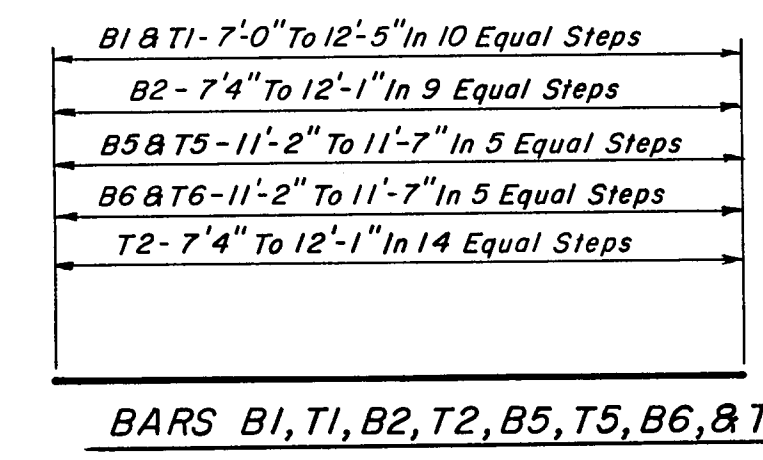 B1 & T1 - 7'-0" To 12'-5" In 10 Equal Steps
B2 - 7'4" To 12'-1" In 9 Equal Steps
B5 & T5 - 11'-2" To 11'-7" In 5 Equal Steps
B6 & T6 - 11'-2" To 11'-7" In 5 Equal Steps
T2 - 7'4" To 12'-1" In 14 Equal Steps
BARS B1, T1, B2, T2, B5, T5, B6, & T